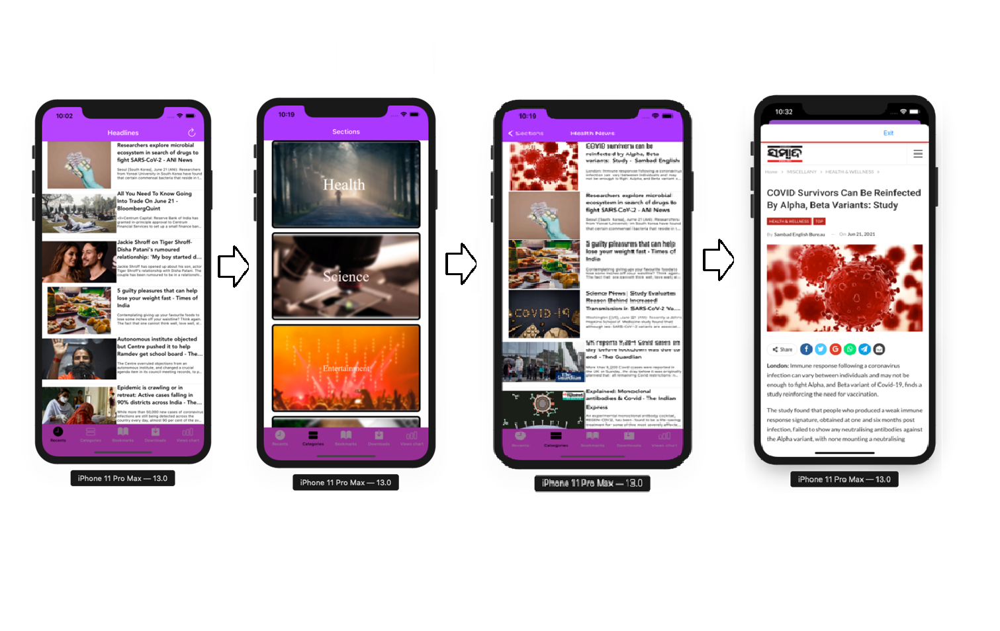 10:02
Headlines
Researchers explore microbial
ecosystem in search of drugs to
fight SARS-CoV-2 - ANI News
Seoul [South Korea], June 21 (ANI): Researchers
from Yonsei University in South Korea have found
that certain commensal bacteria that reside in t...
All You Need To Know Going
Into Trade On June 21 -
BloombergQuint
<ol>Centrum Capital: Reserve Bank of India has
granted in-principle approval to Centrum
Financial Services to set up a small finance ban...
Jackie Shroff on Tiger Shroff-
Disha Patani's rumoured
relationship: 'My boy started d...
Jackie Shroff has opened up about his son, actor
Tiger Shroff's relationship with Disha Patani. The
couple has been rumoured to be in a relationsh...
5 guilty pleasures that can help
lose your weight fast - Times of
India
Contemplating giving up your favourite foods to
lose some inches off your waistline? Think again.
The fact that one cannot think well, love well, sl...
Autonomous institute objected
but Centre pushed it to help
Ramdev get school board - The...
The Centre overruled objections from an
autonomous institute, and changed a crucial
agenda item in its council meeting records, to p...
Epidemic is crawling or in
retreat: Active cases falling in
90% districts across India - The...
While more than 50,000 new cases of coronavirus
infections are still being detected across the
country every day, almost 90 per cent of the ov...
Recents
Categories
Bookmarks
Downloads
Views chart
iPhone 11 Pro Max — 13.0
10:19
Sections
Health
Science
Entertainment
Recents
Categories
Bookmarks
Downloads
Views chart
iPhone 11 Pro Max — 13.0
10:19
Sections
Health News
COVID survivors can be
reinfected by Alpha, Beta
variants: Study - Sambad English
London: Immune response following a coronavirus
infection can vary between individuals and may
not be enough to fight Alpha, and Beta variant o...
Researchers explore microbial
ecosystem in search of drugs to
fight SARS-CoV-2 - ANI News
Seoul [South Korea], June 21 (ANI): Researchers
from Yonsei University in South Korea have found
that certain commensal bacteria that reside in t...
5 guilty pleasures that can help
lose your weight fast - Times of
India
Contemplating giving up your favourite foods to
lose some inches off your waistline? Think again.
The fact that one cannot think well, love well, sl...
COVID-19
Science News | Study Evaluates
Reason Behind Increased
Transmission in SARS-CoV-2 Va...
Washington [US], June 21 (ANI): Recently a Johns
Hopkins School of Medicine study found that
although two SARS-CoV-2 variants are associat...
UK reports 9,284 Covid cases on
day before lockdown was due to
end - The Guardian
More than 9,200 Covid cases were reported in
the UK on Sunday, the day before it was originally
planned that all remaining Covid restrictions in...
The
Guardian
Explained: Monoclonal
antibodies & Covid - The Indian
Express
An experimental monoclonal antibody cocktail,
REGEN-COV2, has been found to be a life-saving
treatment for some of the most severely affecte...
Recents
Categories
Bookmarks
Downloads
Views chart
iPhone 11 Pro Max — 13.0
10:32
Exit
ସମ୍ବାଦ
Home > MISCELLANY > HEALTH & WELLNESS >
COVID Survivors Can Be Reinfected
By Alpha, Beta Variants: Study
HEALTH & WELLNESS
TOP
By Sambad English Bureau — On Jun 21, 2021
Share
London: Immune response following a coronavirus
infection can vary between individuals and may not be
enough to fight Alpha, and Beta variant of Covid-19, finds a
study reinforcing the need for vaccination.
The study found that people who produced a weak immune
response signature, obtained at one and six months post
infection, failed to show any neutralising antibodies against
the Alpha variant, with none mounting a neutralising
iPhone 11 Pro Max — 13.0